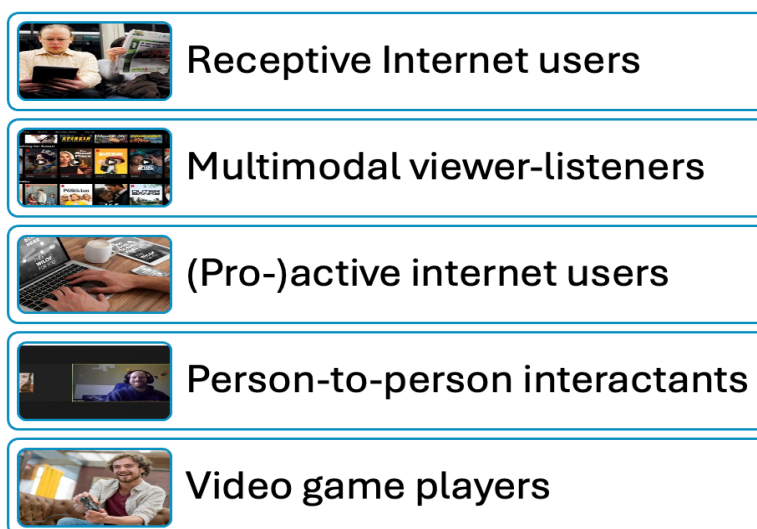 Receptive Internet users
Multimodal viewer-listeners
(Pro-)active internet users
Person-to-person interactants
Video game players